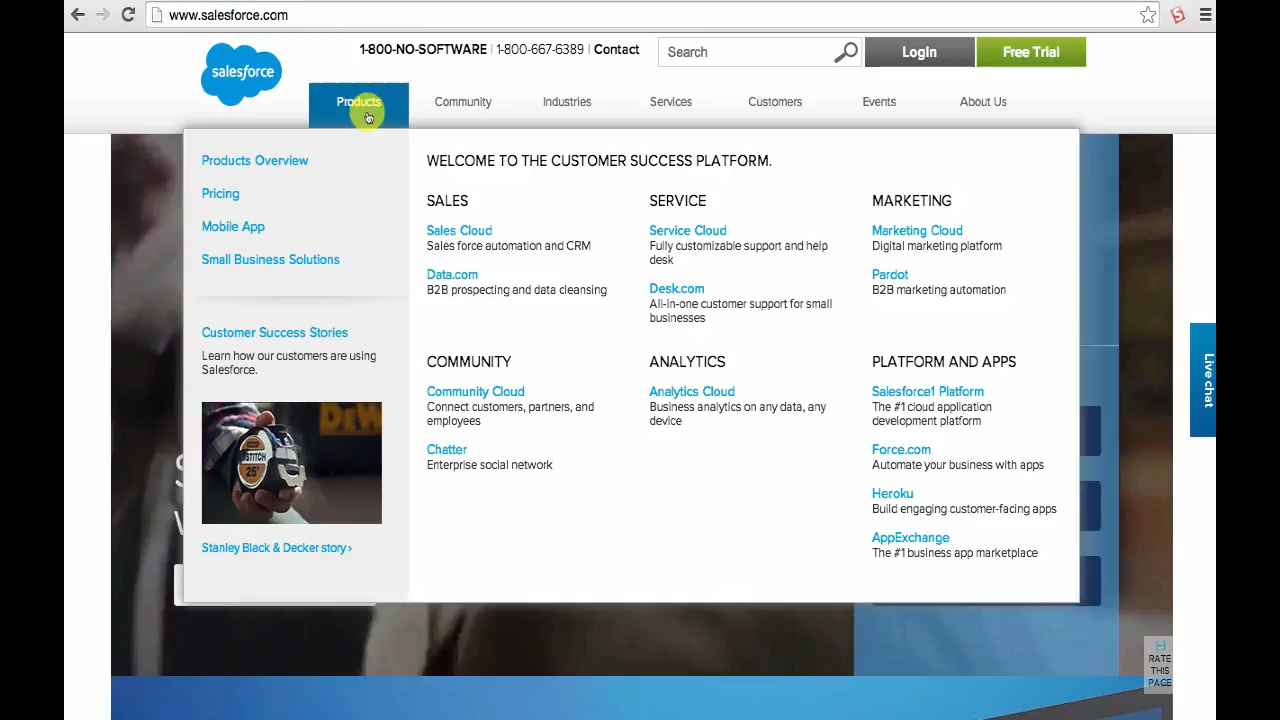 www.salesforce.com
1-800-NO-SOFTWARE | 1-800-667-6389 | Contact
Search
LogIn
Free Trial
salesforce
Products
Community
Industries
Services
Customers
Events
About Us
Products Overview
Pricing
Mobile App
Small Business Solutions
Customer Success Stories
Learn how our customers are using
Salesforce.
25'
Stanley Black & Decker story ›
WELCOME TO THE CUSTOMER SUCCESS PLATFORM.
SALES
Sales Cloud
Sales force automation and CRM
Data.com
B2B prospecting and data cleansing
SERVICE
Service Cloud
Fully customizable support and help
desk
Desk.com
All-in-one customer support for small
businesses
MARKETING
Marketing Cloud
Digital marketing platform
Pardot
B2B marketing automation
COMMUNITY
Community Cloud
Connect customers, partners, and
employees
Chatter
Enterprise social network
ANALYTICS
Analytics Cloud
Business analytics on any data, any
device
PLATFORM AND APPS
Salesforce1 Platform
The #1 cloud application
development platform
Force.com
Automate your business with apps
Heroku
Build engaging customer-facing apps
AppExchange
The #1 business app marketplace
Live chat
RATE
THIS
PAGE